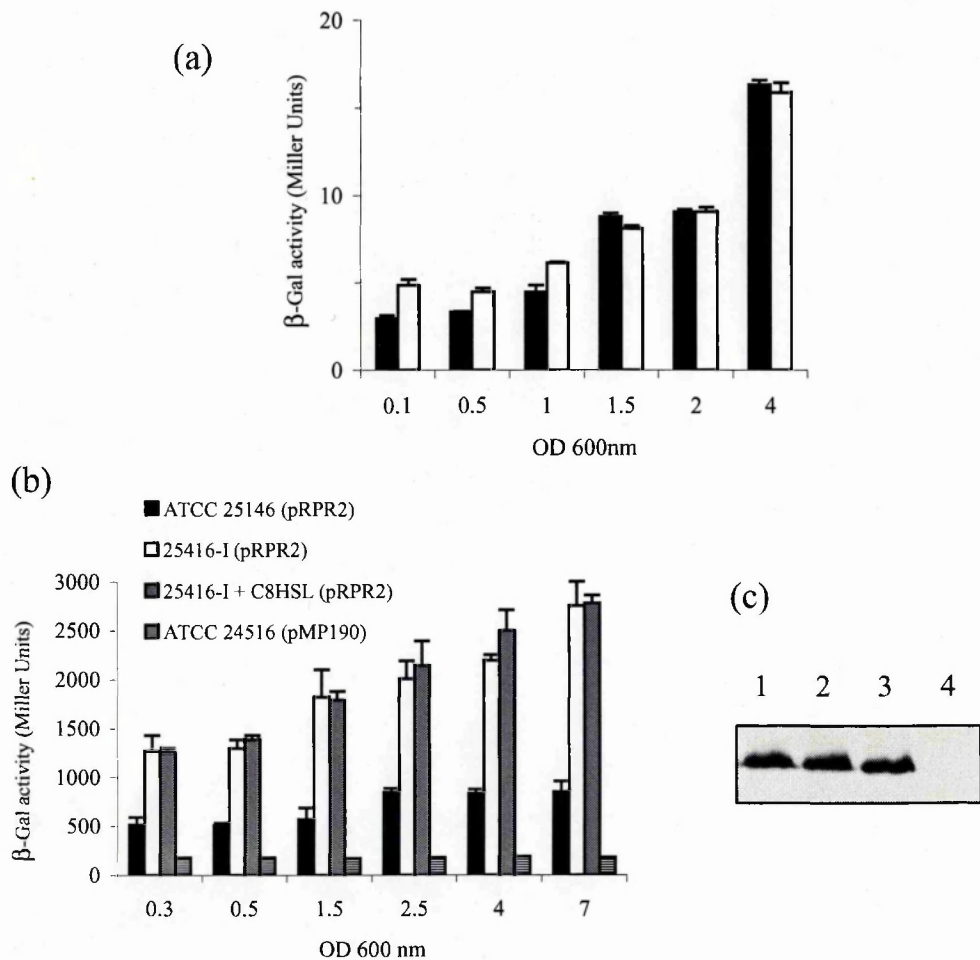 (a)
β-Gal activity (Miller Units)
20
10
0
0.1 0.5 1 1.5 2 4
OD 600nm
(b)
ATCC 25146 (pRPR2)
25416-I (pRPR2)
25416-I + C8HSL (pRPR2)
ATCC 24516 (pMP190)
β-Gal activity (Miller Units)
3000
2500
2000
1500
1000
500
0
0.3 0.5 1.5 2.5 4 7
OD 600 nm
(c)
1 2 3 4